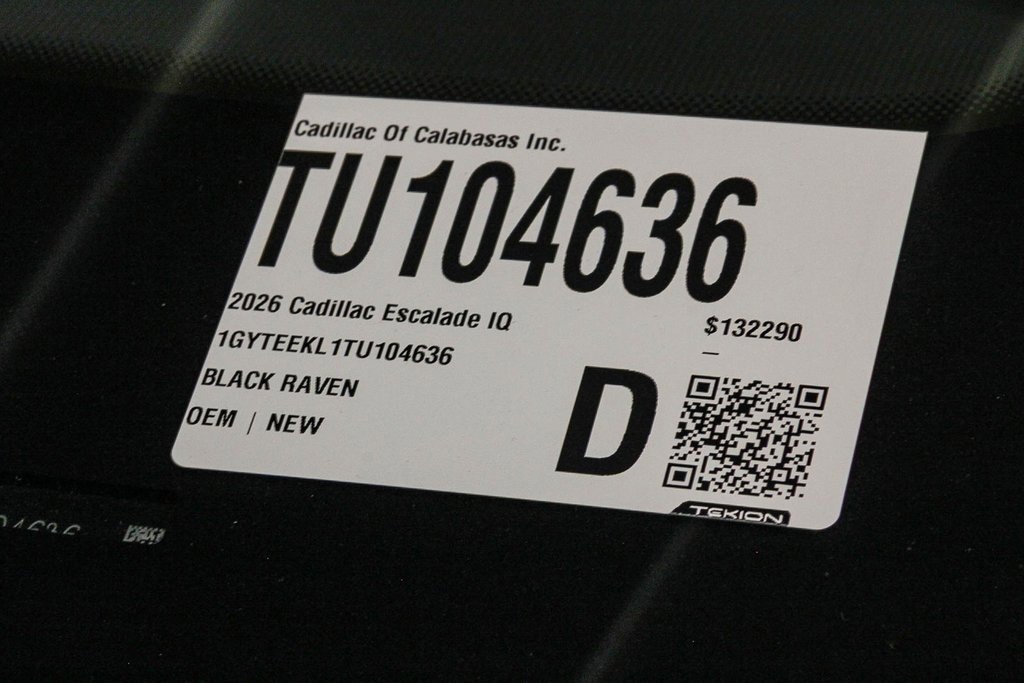 Cadillac Of Calabasas Inc.
TU104636
2026 Cadillac Escalade IQ
$132290
1GYTEEKL1TU104636
–
BLACK RAVEN
D
OEM | NEW
TEKION